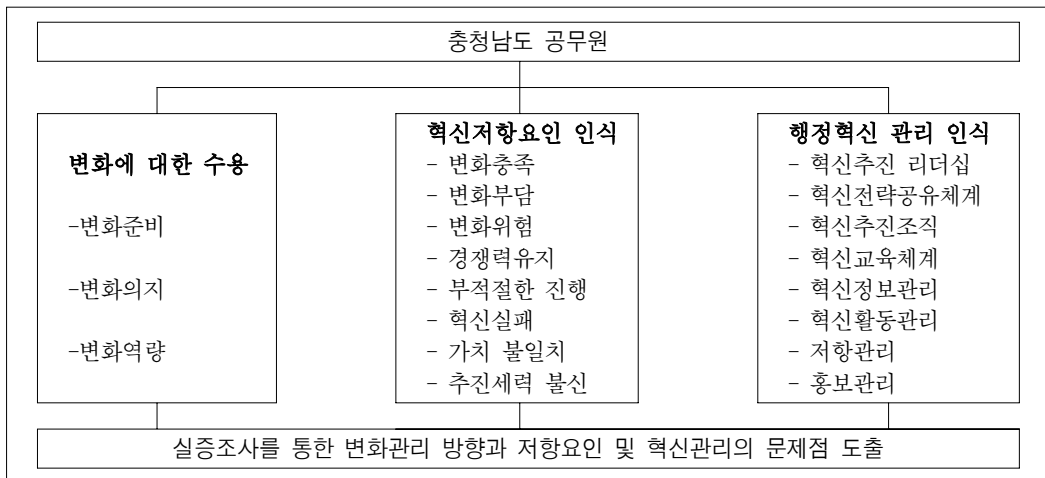 충청남도 공무원
변화에 대한 수용
-변화준비
-변화의지
-변화역량
혁신저항요인 인식
- 변화충족
- 변화부담
- 변화위험
- 경쟁력유지
- 부적절한 진행
- 혁신실패
- 가치 불일치
- 추진세력 불신
행정혁신 관리 인식
- 혁신추진 리더십
- 혁신전략공유체계
- 혁신추진조직
- 혁신교육체계
- 혁신정보관리
- 혁신활동관리
- 저항관리
- 홍보관리
실증조사를 통한 변화관리 방향과 저항요인 및 혁신관리의 문제점 도출